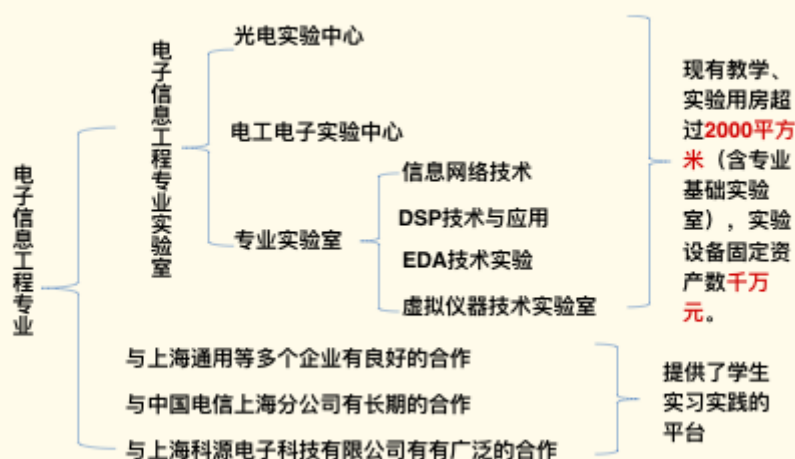 电子信息工程专业
电子信息工程专业实验室
光电实验中心
电工电子实验中心
专业实验室
信息网络技术
DSP技术与应用
EDA技术实验
虚拟仪器技术实验室
现有教学、
实验用房超
过2000平方
米（含专业
基础实验
室），实验
设备固定资
产数千万
元。
与上海通用等多个企业有良好的合作
与中国电信上海分公司有长期的合作
与上海科源电子科技有限公司有有广泛的合作
提供了学生
实习实践的
平台